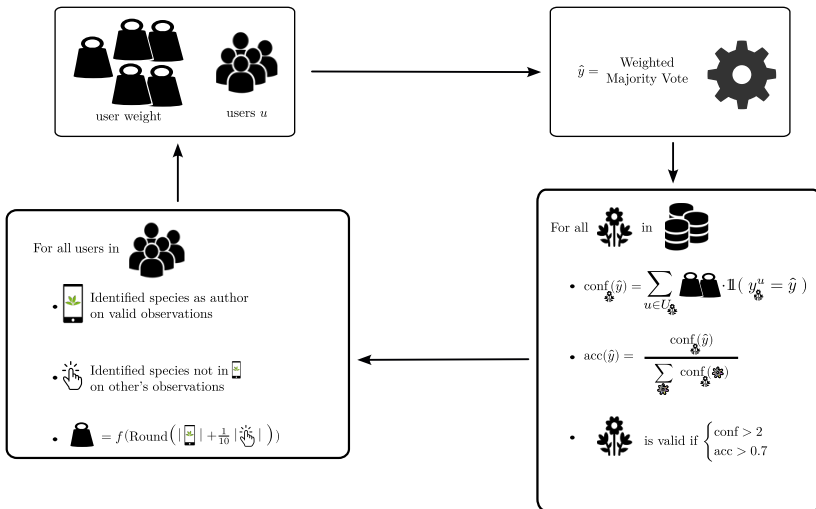 user weight
users u
ŷ = Weighted
Majority Vote
For all in
• conf(ŷ) = ∑ u∈U · 𝟙( y^u = ŷ )
• acc(ŷ) = conf(ŷ) / ∑ conf( )
• is valid if { conf > 2
acc > 0.7
For all users in
• Identified species as author
on valid observations
• Identified species not in
on other's observations
• = f(Round(| | + 1/10 | |))